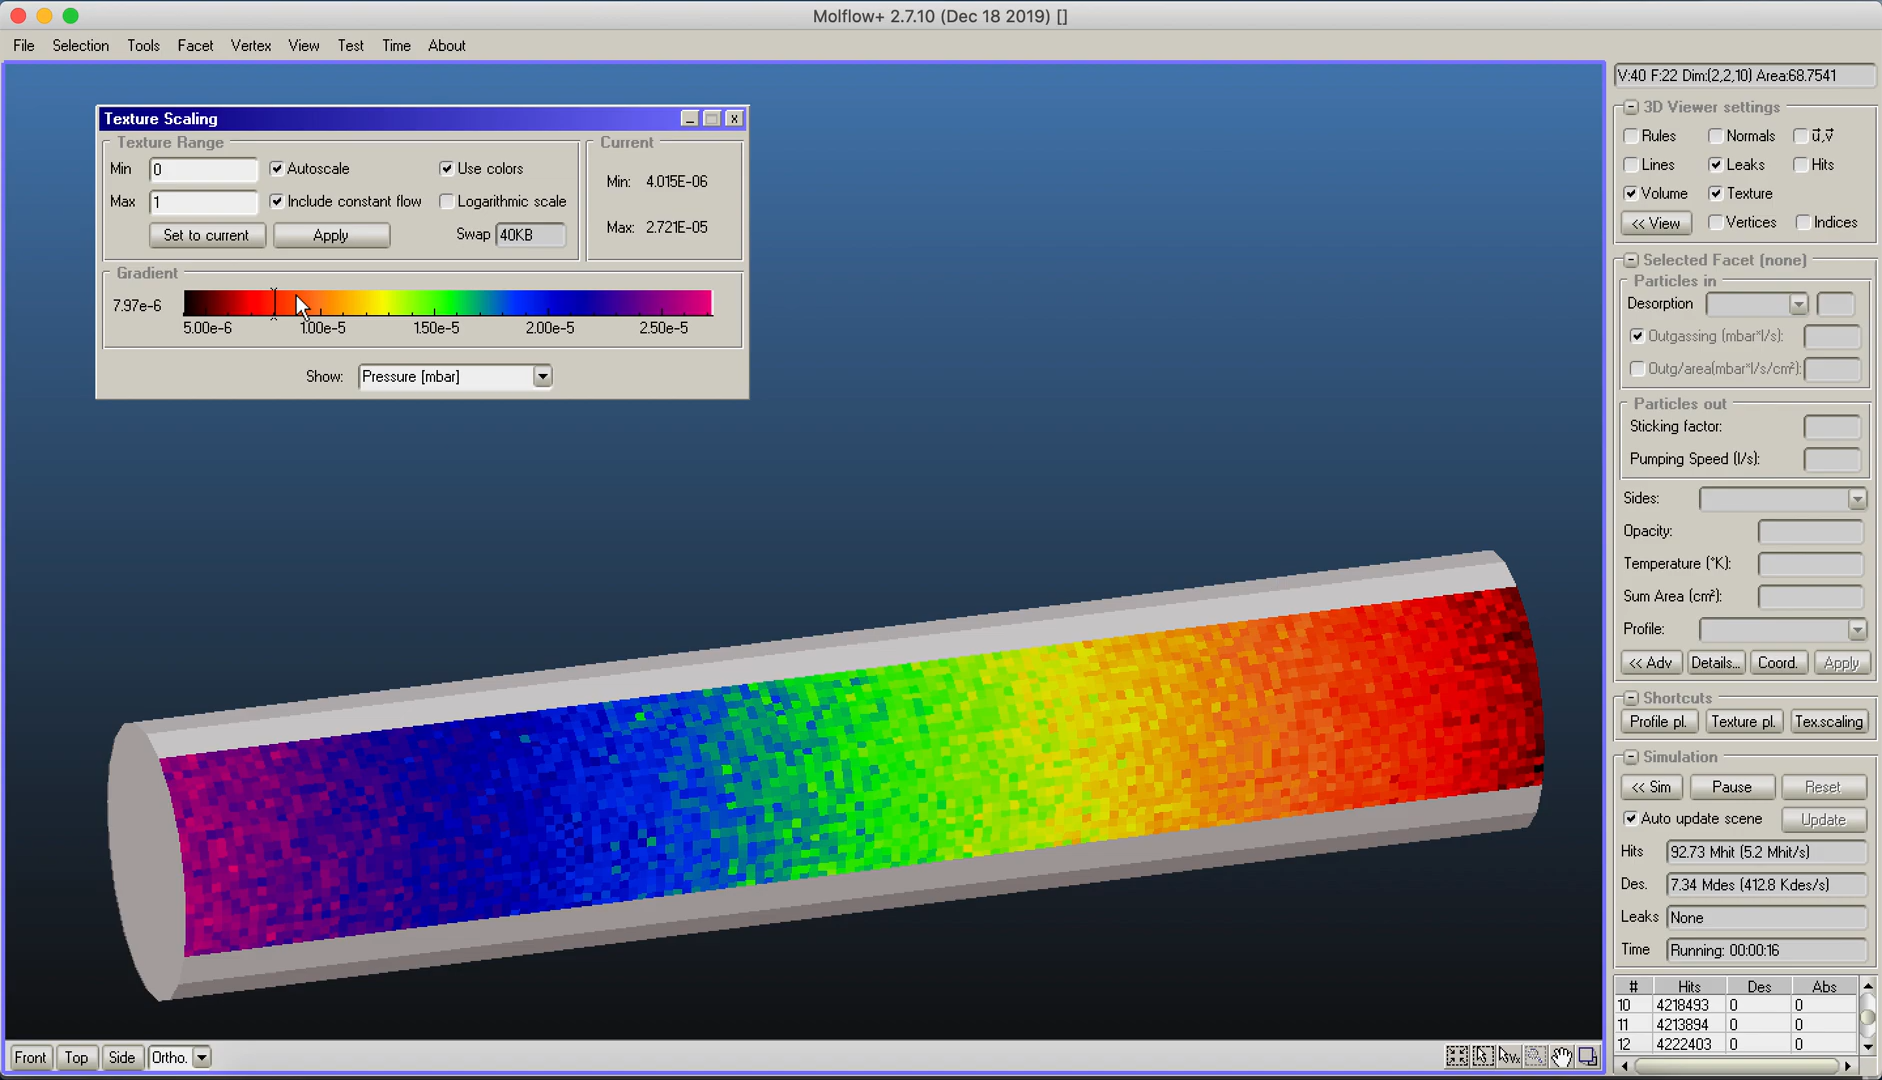 Molflow+ 2.7.10 (Dec 18 2019) []
File Selection Tools Facet Vertex View Test Time About
Texture Scaling
Texture Range
Min 0 Autoscale Use colors
Max 1 Include constant flow Logarithmic scale
Set to current Apply Swap 40KB
Current
Min: 4.015E-06
Max: 2.721E-05
Gradient
7.97e-6
5.00e-6 1.00e-5 1.50e-5 2.00e-5 2.50e-5
Show: Pressure [mbar]
V:40 F:22 Dim:(2,2,10) Area:68.7541
3D Viewer settings
Rules Normals u⃗,v⃗
Lines Leaks Hits
Volume Texture
<< View Vertices Indices
Selected Facet (none)
Particles in
Desorption
Outgassing (mbar*l/s):
Outg/area(mbar*l/s/cm²):
Particles out
Sticking factor:
Pumping Speed (l/s):
Sides:
Opacity:
Temperature (°K):
Sum Area (cm²):
Profile:
<< Adv Details... Coord. Apply
Shortcuts
Profile pl. Texture pl. Tex.scaling
Simulation
<< Sim Pause Reset
Auto update scene Update
Hits 92.73 Mhit (5.2 Mhit/s)
Des. 7.34 Mdes (412.8 Kdes/s)
Leaks None
Time Running: 00:00:16
# Hits Des Abs
10 4218493 0 0
11 4213894 0 0
12 4222403 0 0
Front Top Side Ortho.